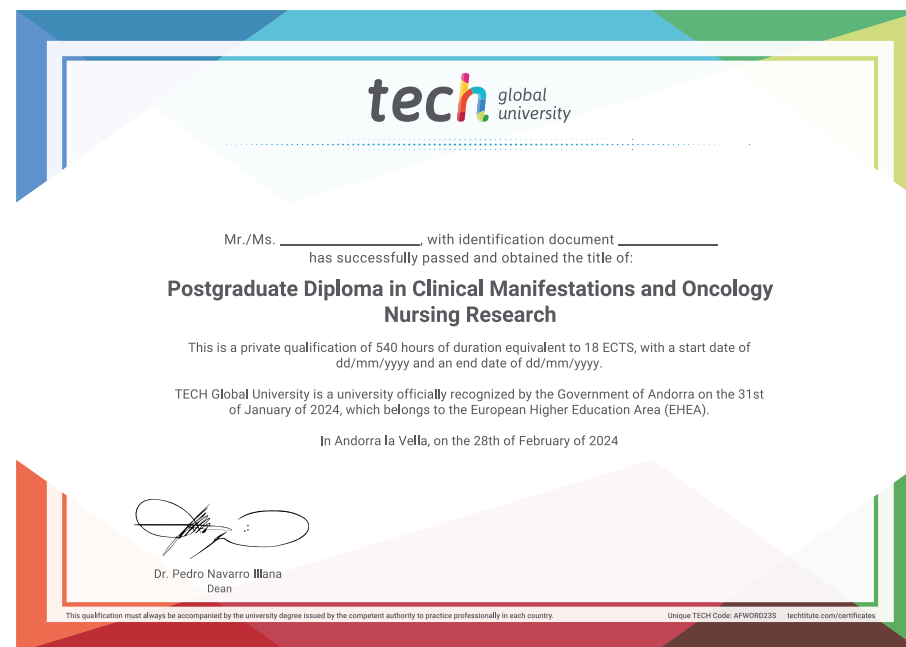 tech global
university
Mr./Ms. ____________, with identification document ____________
has successfully passed and obtained the title of:
Postgraduate Diploma in Clinical Manifestations and Oncology
Nursing Research
This is a private qualification of 540 hours of duration equivalent to 18 ECTS, with a start date of
dd/mm/yyyy and an end date of dd/mm/yyyy.
TECH Global University is a university officially recognized by the Government of Andorra on the 31st
of January of 2024, which belongs to the European Higher Education Area (EHEA).
In Andorra la Vella, on the 28th of February of 2024
Dr. Pedro Navarro Illana
Dean
This qualification must always be accompanied by the university degree issued by the competent authority to practice professionally in each country.
Unique TECH Code: AFWORD23S techtitute.com/certificates